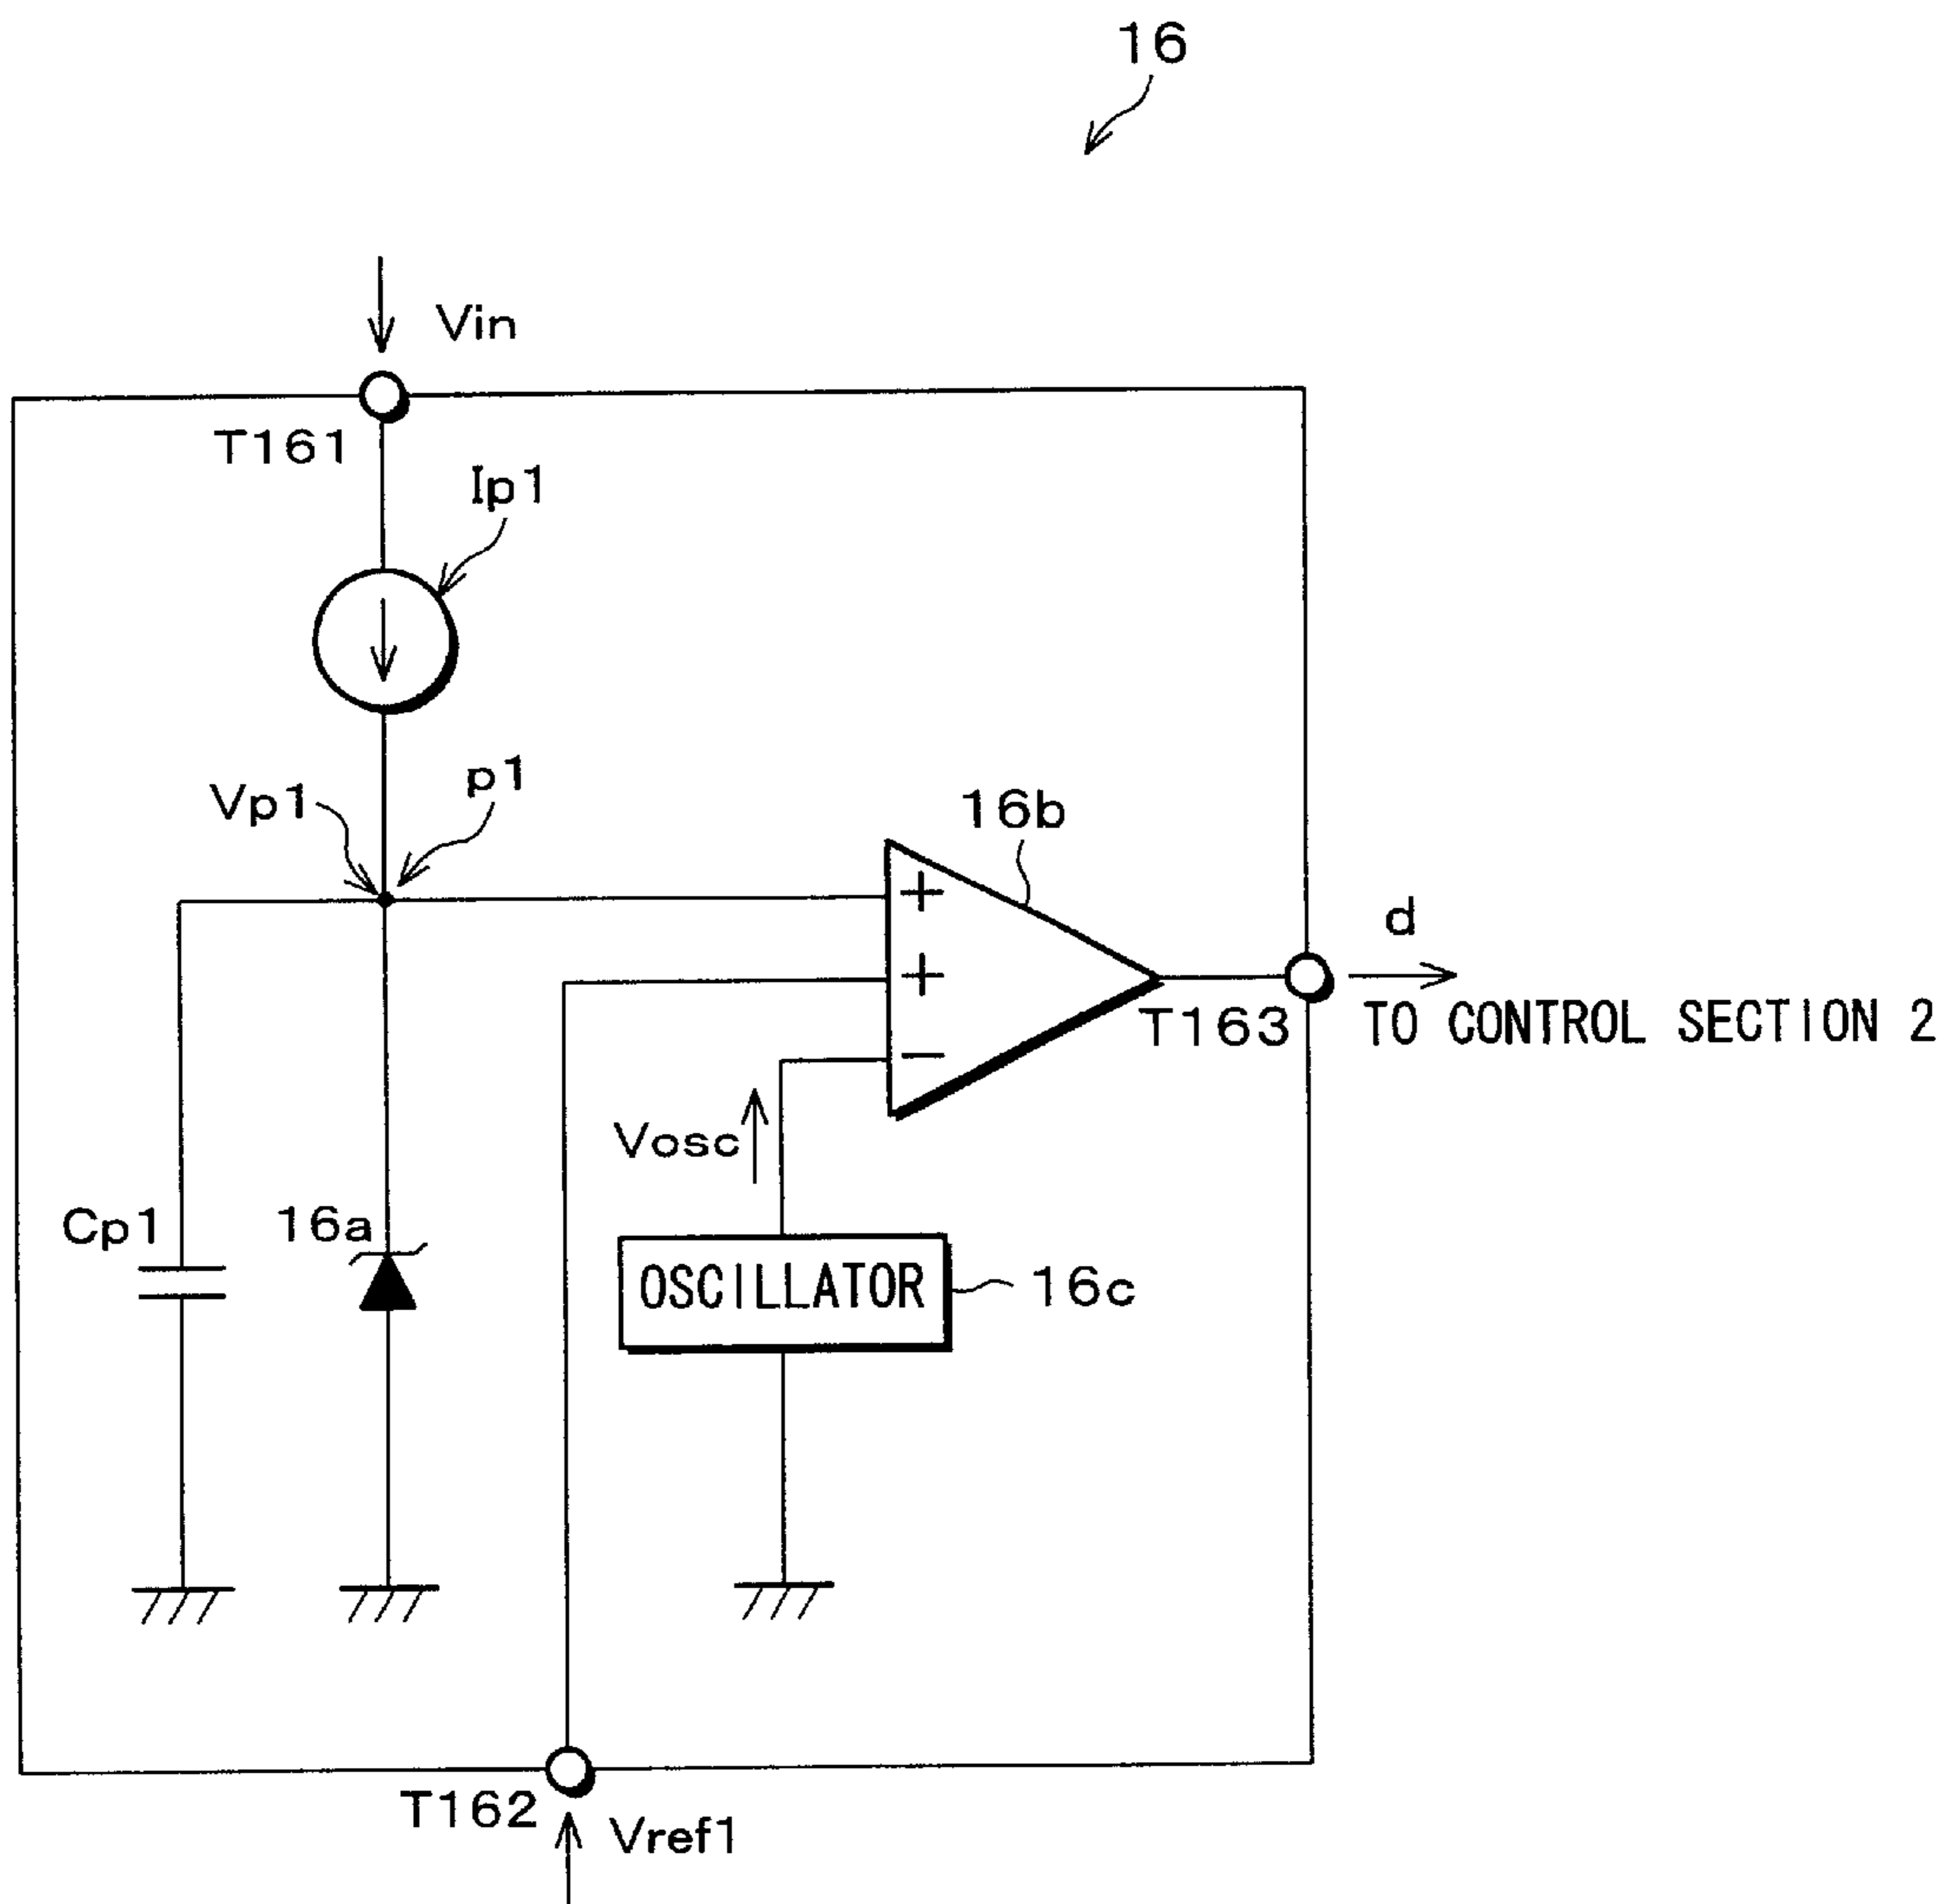 16
Vin
T161
Ip1
Vp1
p1
16b
+
+
−
d
T163
TO CONTROL SECTION 2
Vosc
Cp1
16a
OSCILLATOR
16c
T162
Vref1